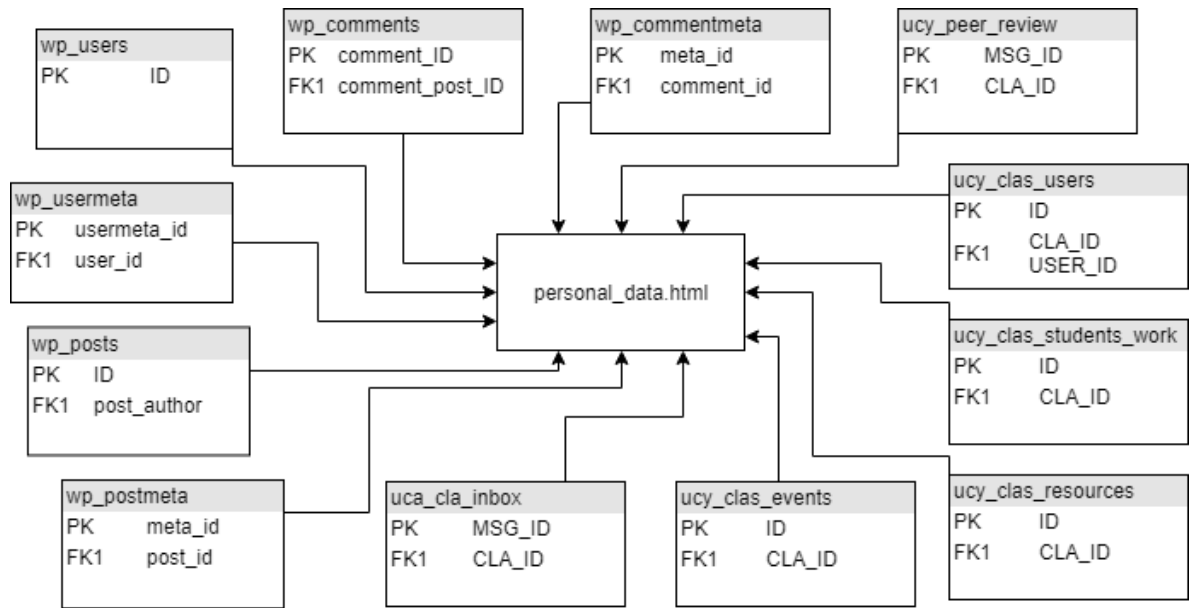 wp_users
PK ID
wp_comments
PK comment_ID
FK1 comment_post_ID
wp_commentmeta
PK meta_id
FK1 comment_id
ucy_peer_review
PK MSG_ID
FK1 CLA_ID
wp_usermeta
PK usermeta_id
FK1 user_id
personal_data.html
ucy_clas_users
PK ID
FK1 CLA_ID
USER_ID
wp_posts
PK ID
FK1 post_author
ucy_clas_students_work
PK ID
FK1 CLA_ID
wp_postmeta
PK meta_id
FK1 post_id
uca_cla_inbox
PK MSG_ID
FK1 CLA_ID
ucy_clas_events
PK ID
FK1 CLA_ID
ucy_clas_resources
PK ID
FK1 CLA_ID